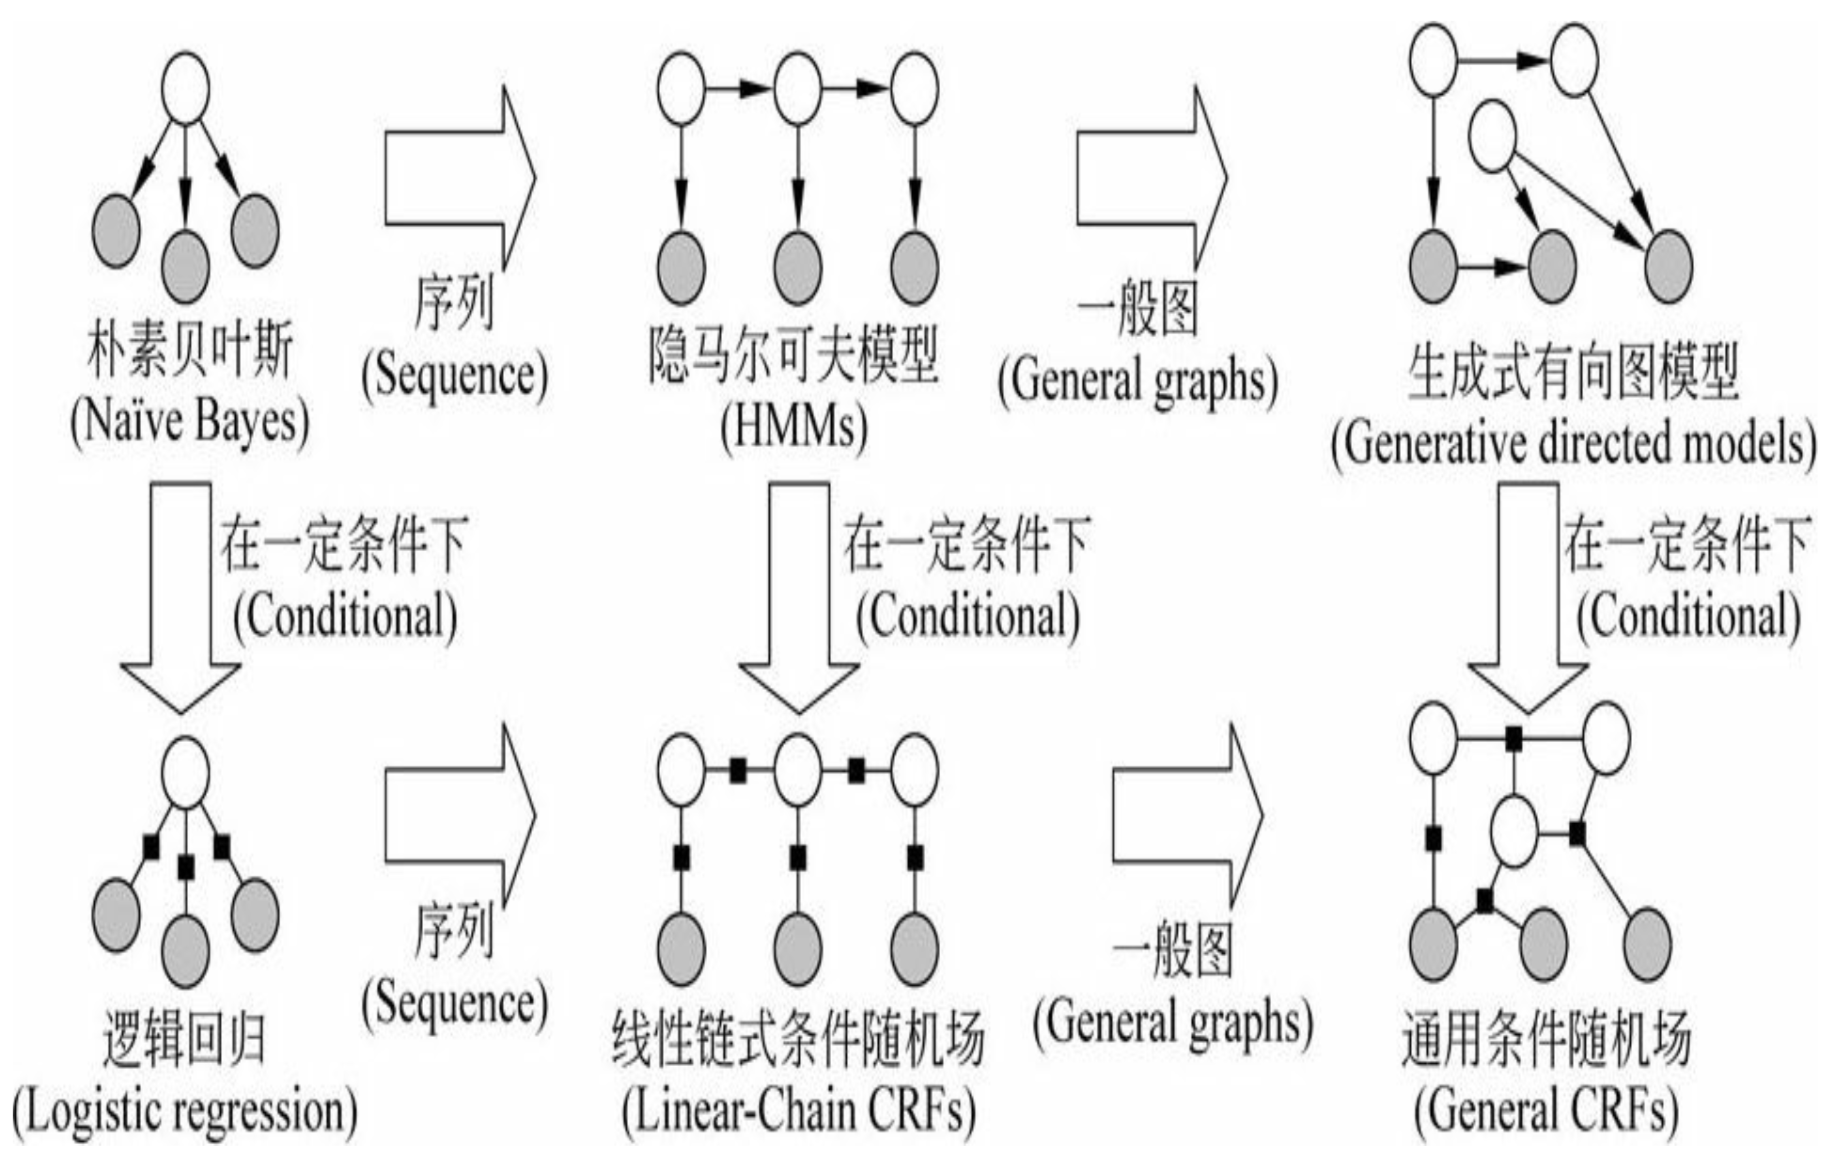 朴素贝叶斯
(Naïve Bayes)
序列
(Sequence)
隐马尔可夫模型
(HMMs)
一般图
(General graphs)
生成式有向图模型
(Generative directed models)
在一定条件下
(Conditional)
在一定条件下
(Conditional)
在一定条件下
(Conditional)
逻辑回归
(Logistic regression)
序列
(Sequence)
线性链式条件随机场
(Linear-Chain CRFs)
一般图
(General graphs)
通用条件随机场
(General CRFs)